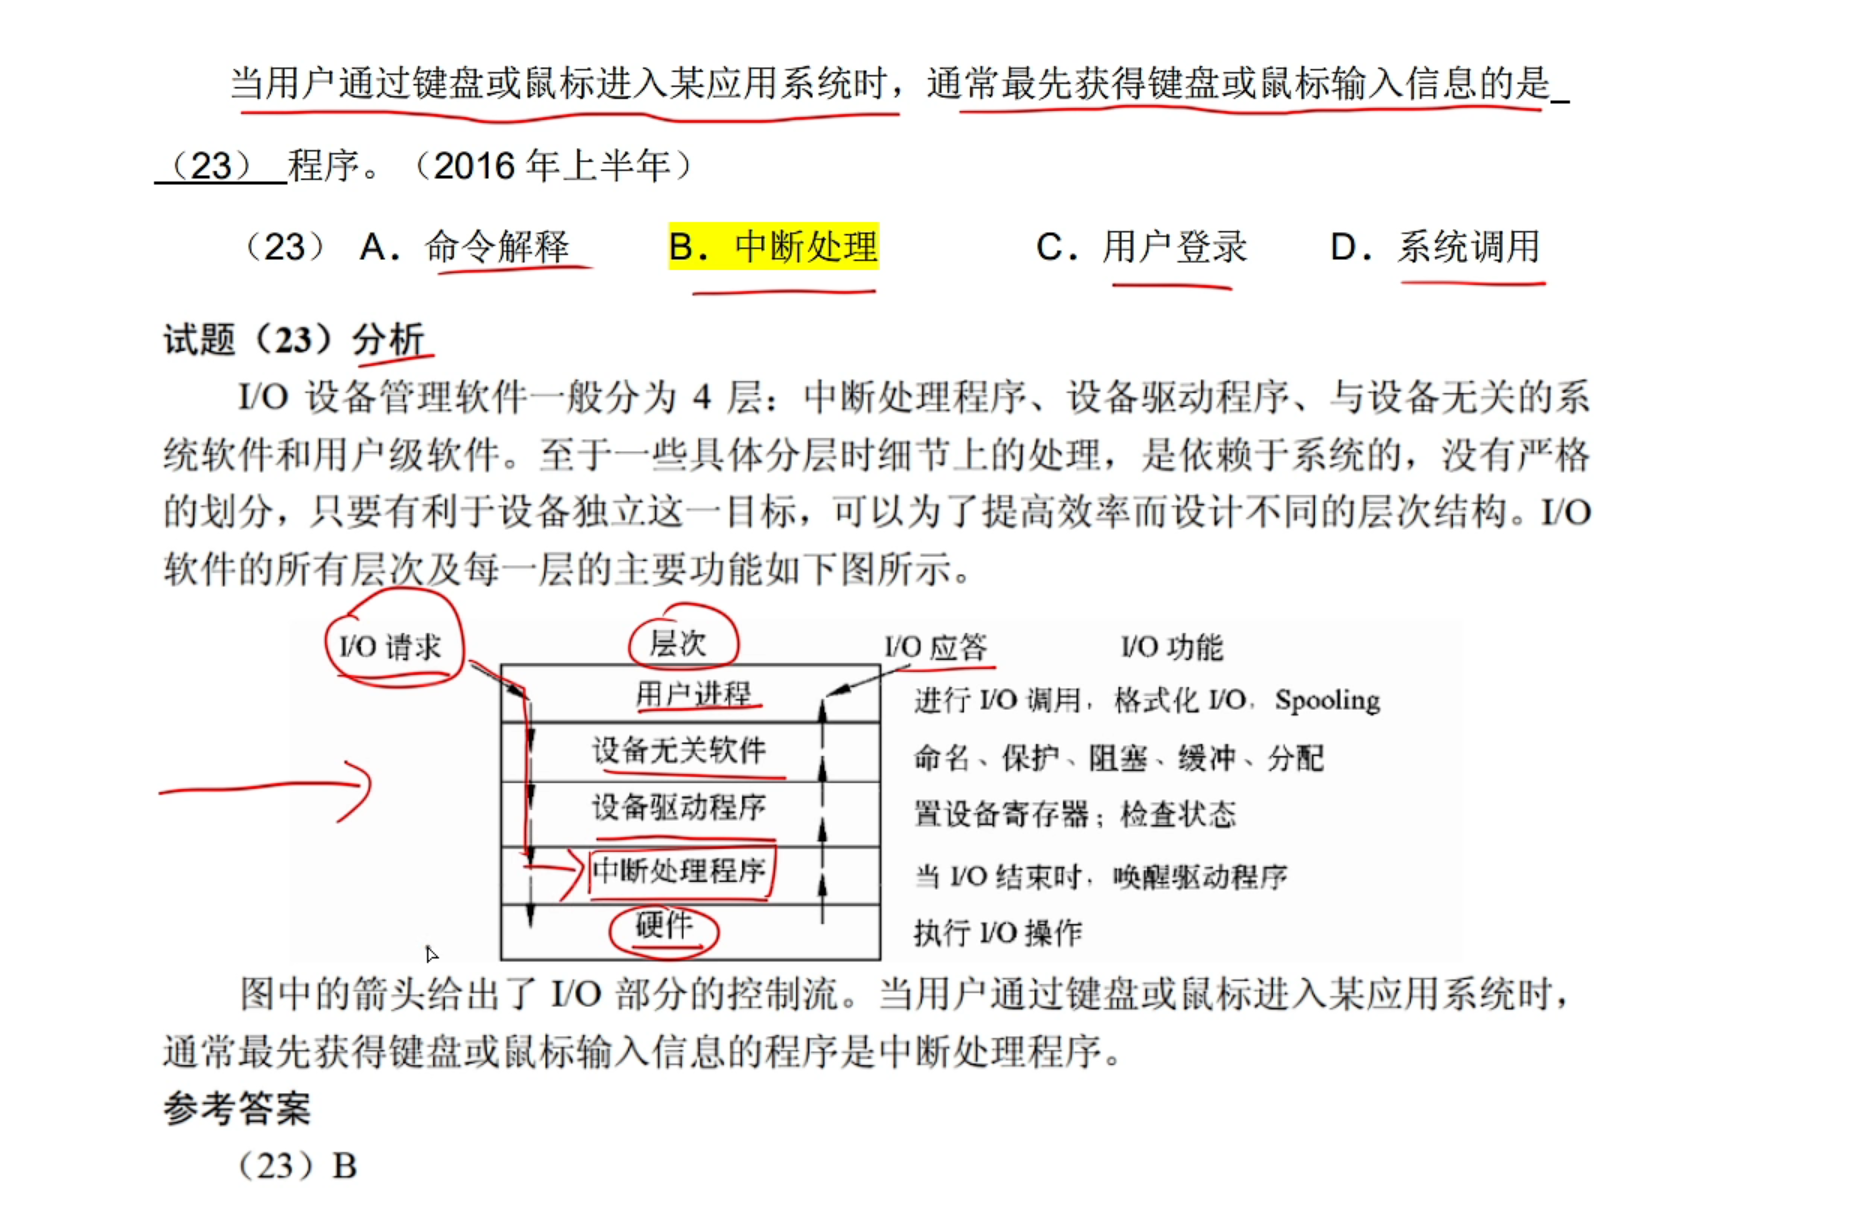 当用户通过键盘或鼠标进入某应用系统时，通常最先获得键盘或鼠标输入信息的是
（23） 程序。（2016 年上半年）
（23） A．命令解释 B．中断处理 C．用户登录 D．系统调用
试题（23）分析
I/O 设备管理软件一般分为 4 层：中断处理程序、设备驱动程序、与设备无关的系
统软件和用户级软件。至于一些具体分层时细节上的处理，是依赖于系统的，没有严格
的划分，只要有利于设备独立这一目标，可以为了提高效率而设计不同的层次结构。I/O
软件的所有层次及每一层的主要功能如下图所示。
I/O 请求 层次 I/O 应答 I/O 功能
用户进程 进行 I/O 调用，格式化 I/O，Spooling
设备无关软件 命名、保护、阻塞、缓冲、分配
设备驱动程序 置设备寄存器；检查状态
中断处理程序 当 I/O 结束时，唤醒驱动程序
硬件 执行 I/O 操作
图中的箭头给出了 I/O 部分的控制流。当用户通过键盘或鼠标进入某应用系统时，
通常最先获得键盘或鼠标输入信息的程序是中断处理程序。
参考答案
（23）B